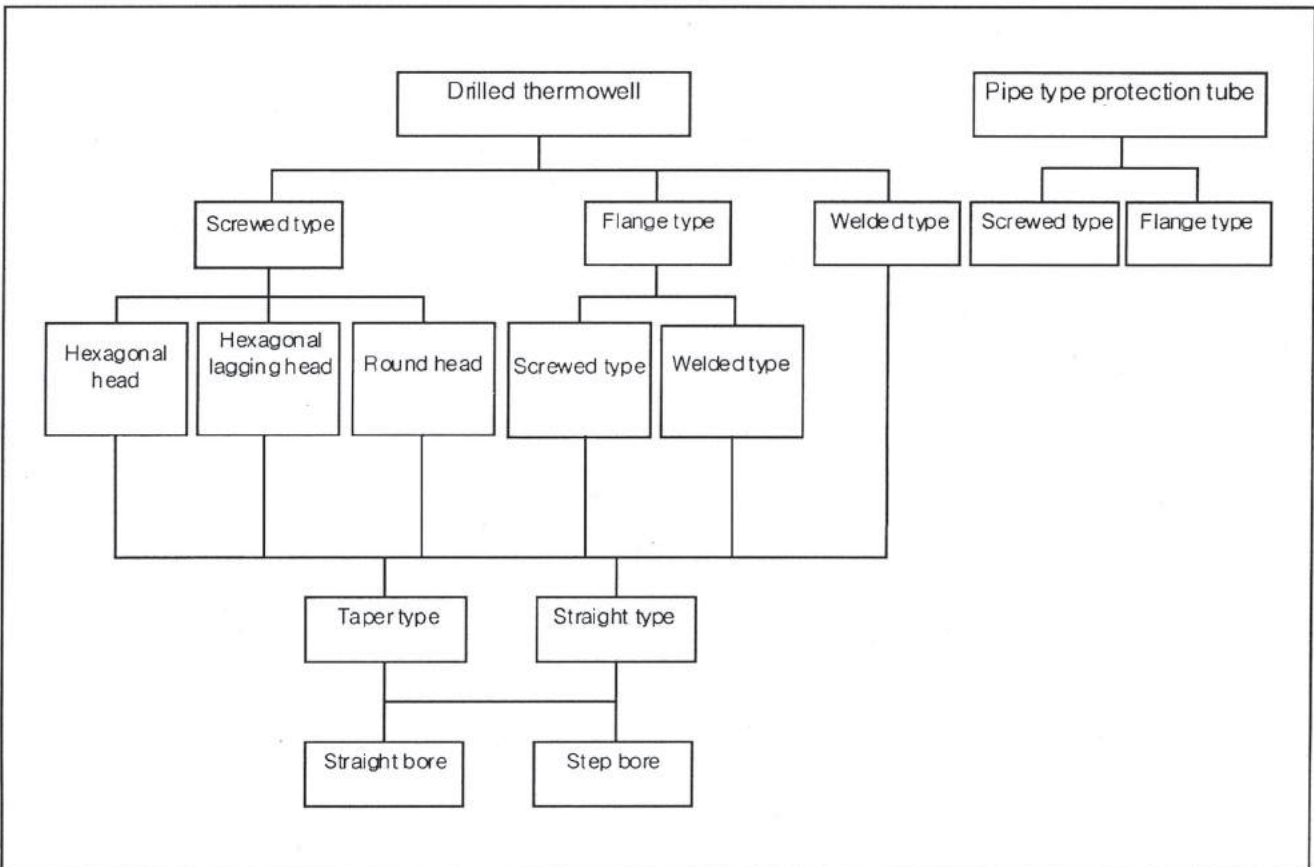 Drilled thermowell
Pipe type protection tube
Screwed type
Flange type
Welded type
Screwed type
Flange type
Hexagonal
head
Hexagonal
lagging head
Round head
Screwed type
Welded type
Taper type
Straight type
Straight bore
Step bore